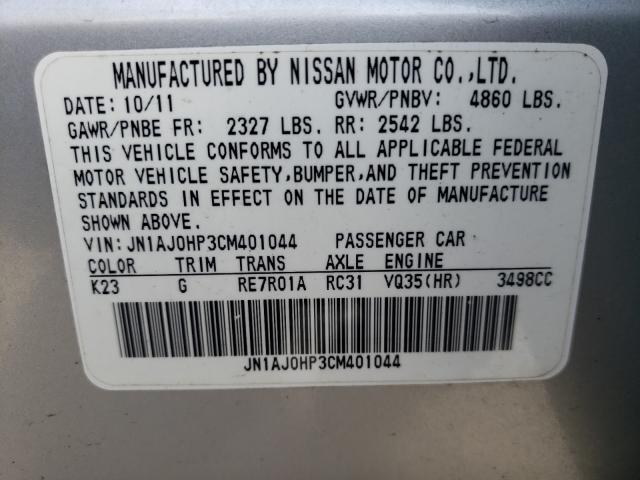 MANUFACTURED BY NISSAN MOTOR CO.,LTD.
DATE: 10/11 GVWR/PNBV: 4860 LBS.
GAWR/PNBE FR: 2327 LBS. RR: 2542 LBS.
THIS VEHICLE CONFORMS TO ALL APPLICABLE FEDERAL
MOTOR VEHICLE SAFETY,BUMPER,AND THEFT PREVENTION
STANDARDS IN EFFECT ON THE DATE OF MANUFACTURE
SHOWN ABOVE.
VIN: JN1AJ0HP3CM401044 PASSENGER CAR
COLOR TRIM TRANS AXLE ENGINE
K23 G RE7R01A RC31 VQ35(HR) 3498CC
JN1AJ0HP3CM401044